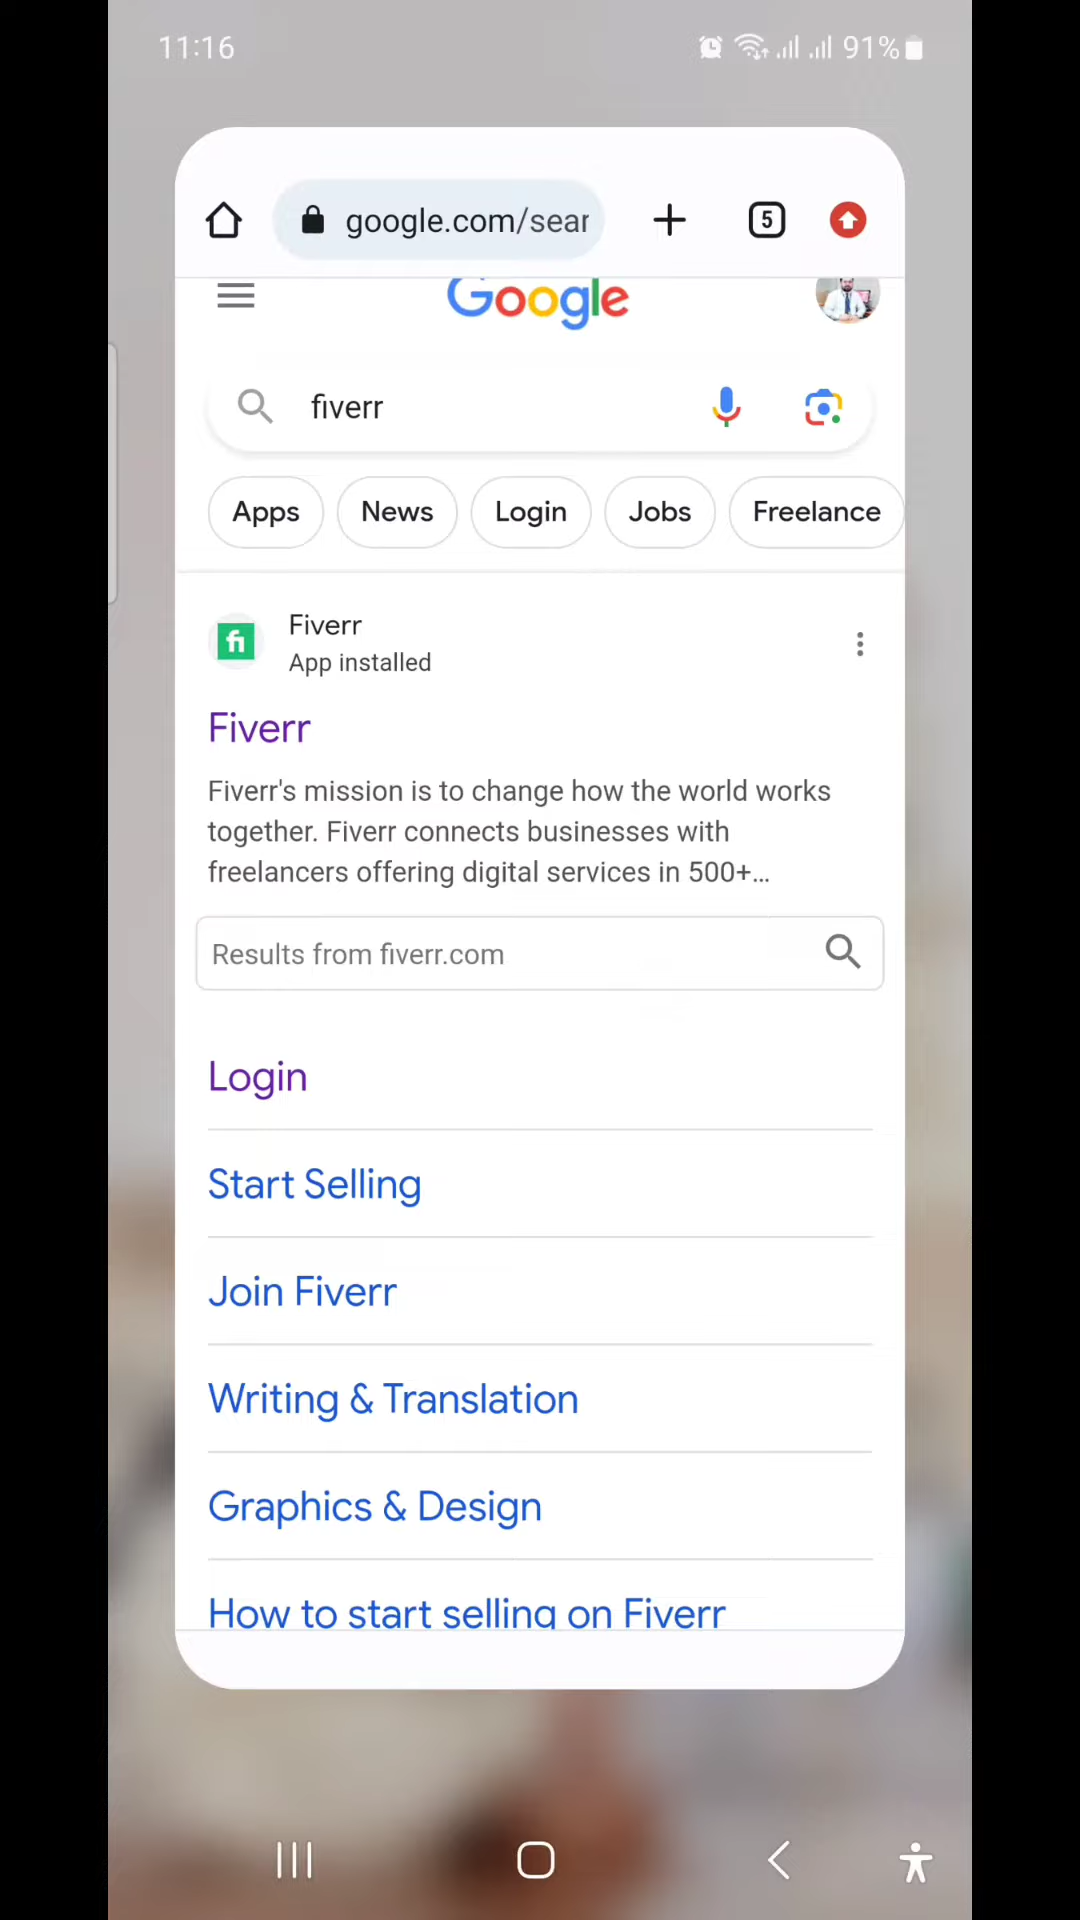 11:16
91%
google.com/sear
5
Google
fiverr
Apps
News
Login
Jobs
Freelance
fi
Fiverr
App installed
Fiverr
Fiverr's mission is to change how the world works
together. Fiverr connects businesses with
freelancers offering digital services in 500+...
Results from fiverr.com
Login
Start Selling
Join Fiverr
Writing & Translation
Graphics & Design
How to start selling on Fiverr